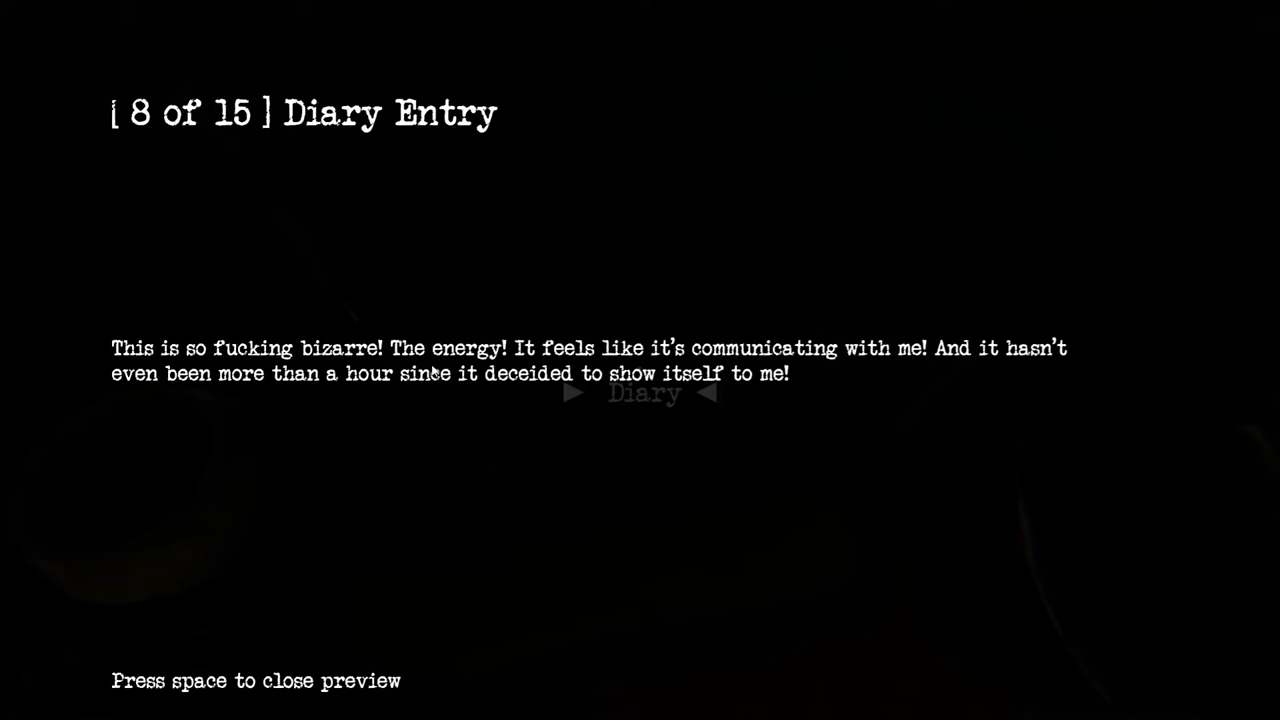 [ 8 of 15 ] Diary Entry
This is so fucking bizarre! The energy! It feels like it's communicating with me! And it hasn't
even been more than a hour since it deceided to show itself to me!
► Diary ◄
Press space to close preview